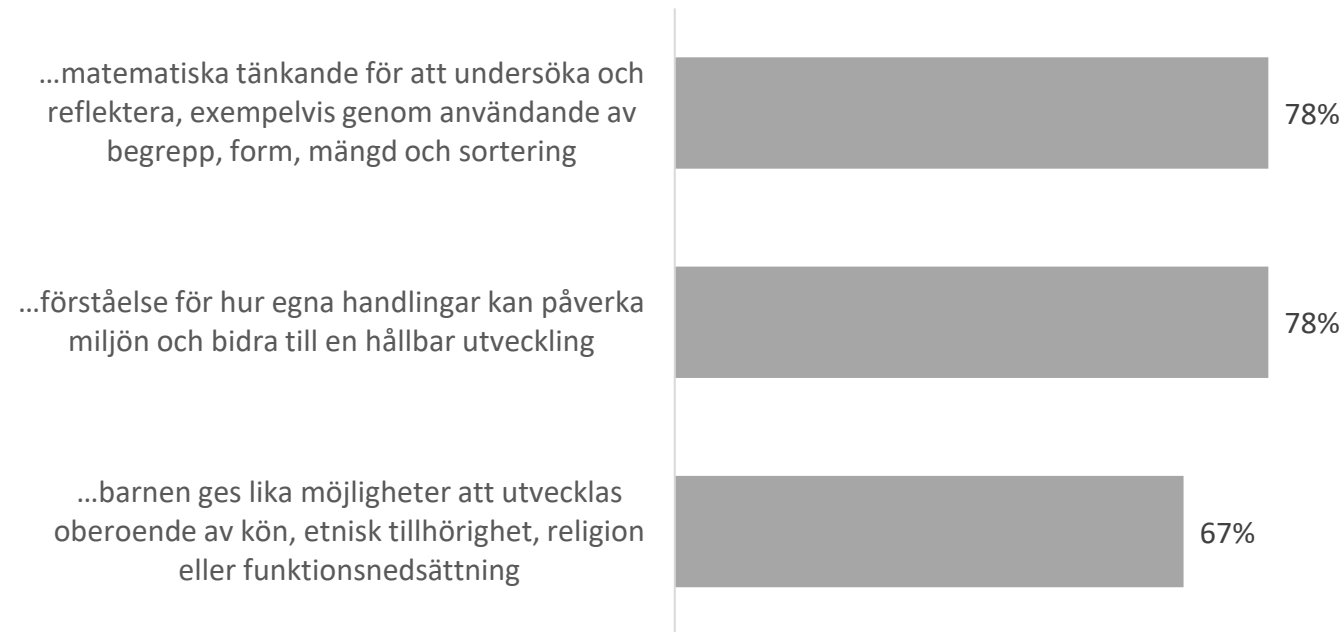 …matematiska tänkande för att undersöka och
reflektera, exempelvis genom användande av
begrepp, form, mängd och sortering
78%
…förståelse för hur egna handlingar kan påverka
miljön och bidra till en hållbar utveckling
78%
…barnen ges lika möjligheter att utvecklas
oberoende av kön, etnisk tillhörighet, religion
eller funktionsnedsättning
67%